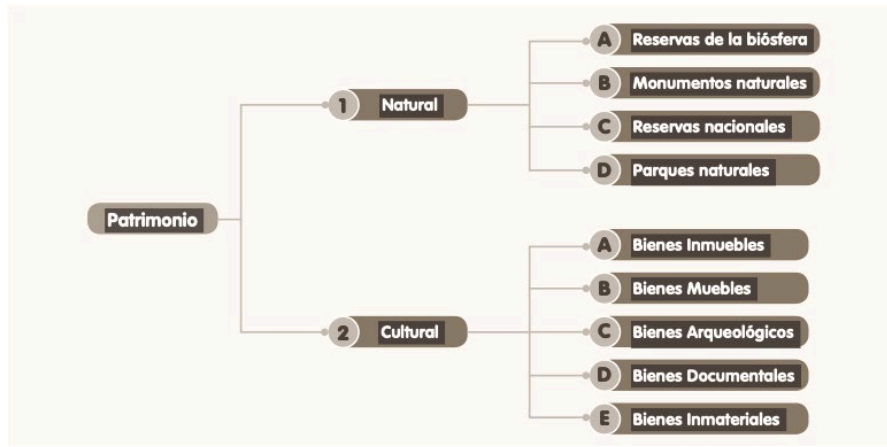 Patrimonio
1 Natural
A Reservas de la biósfera
B Monumentos naturales
C Reservas nacionales
D Parques naturales
2 Cultural
A Bienes Inmuebles
B Bienes Muebles
C Bienes Arqueológicos
D Bienes Documentales
E Bienes Inmateriales